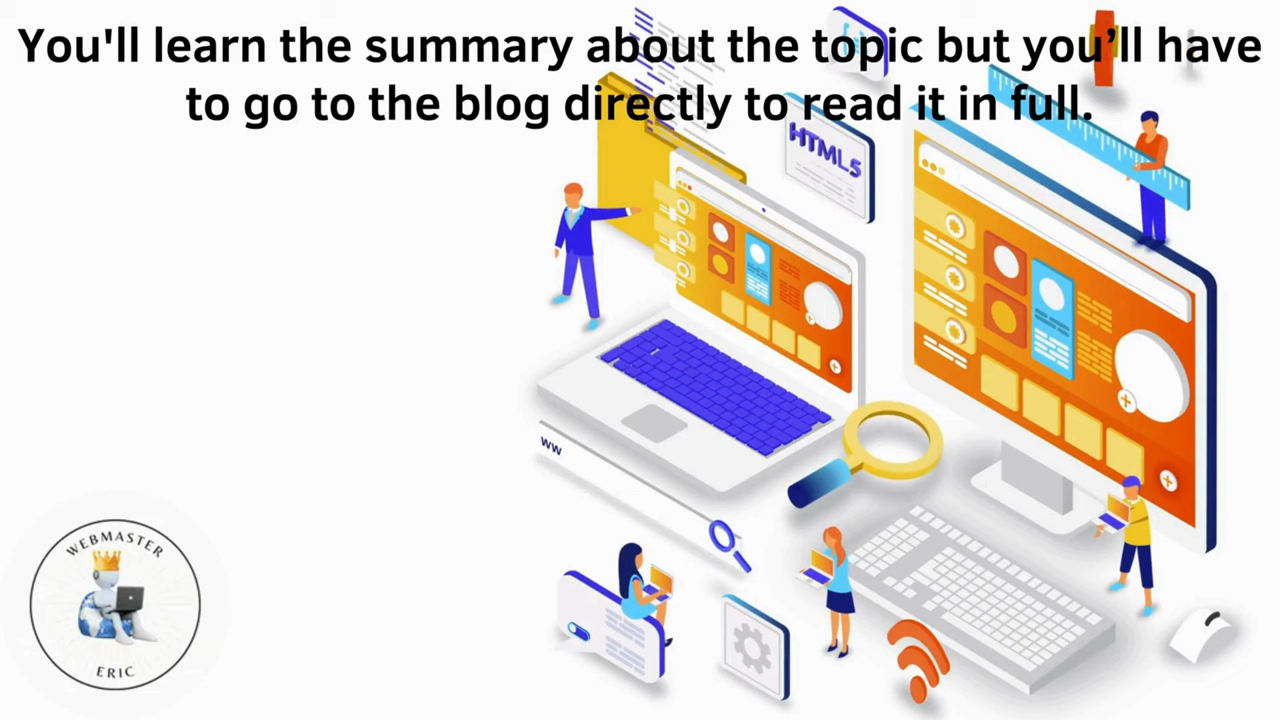 You'll learn the summary about the topic but you’ll have
to go to the blog directly to read it in full.
HTML5
WW
WEBMASTER
ERIC